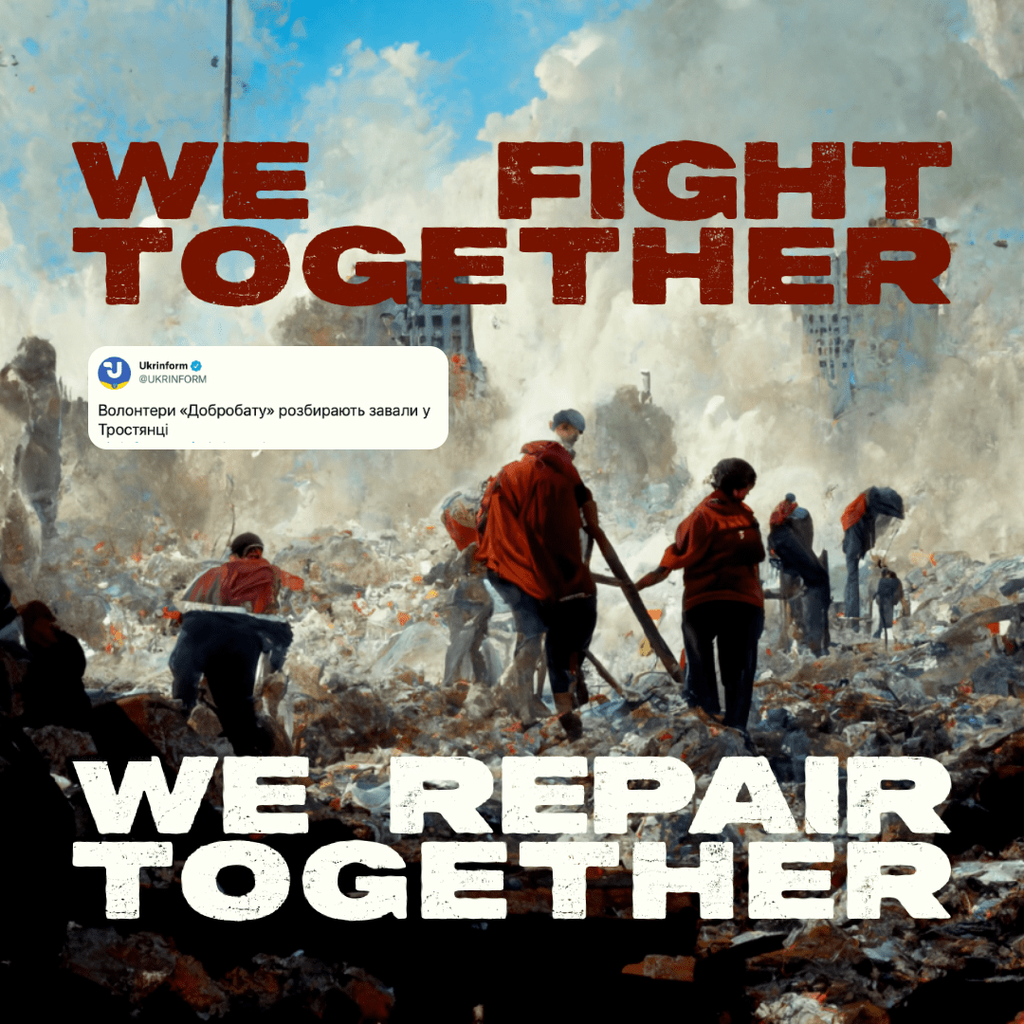 WE FIGHT
TOGETHER
Ukrinform
@UKRINFORM
Волонтери «Добробату» розбирають завали у
Тростянці
WE REPAIR
TOGETHER